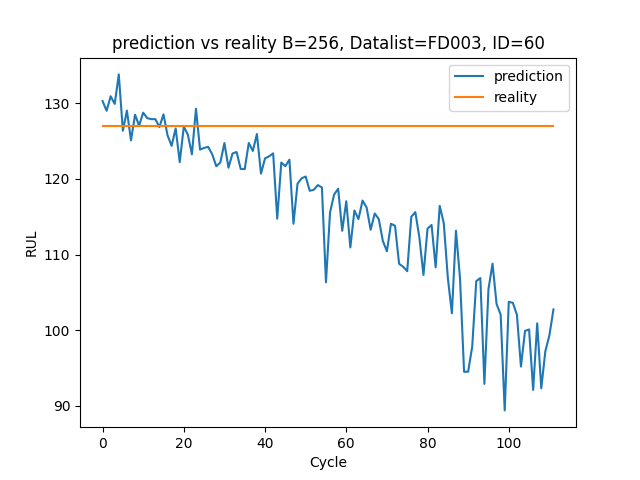 prediction vs reality B=256, Datalist=FD003, ID=60
prediction
reality
130
120
110
100
90
RUL
0 20 40 60 80 100
Cycle